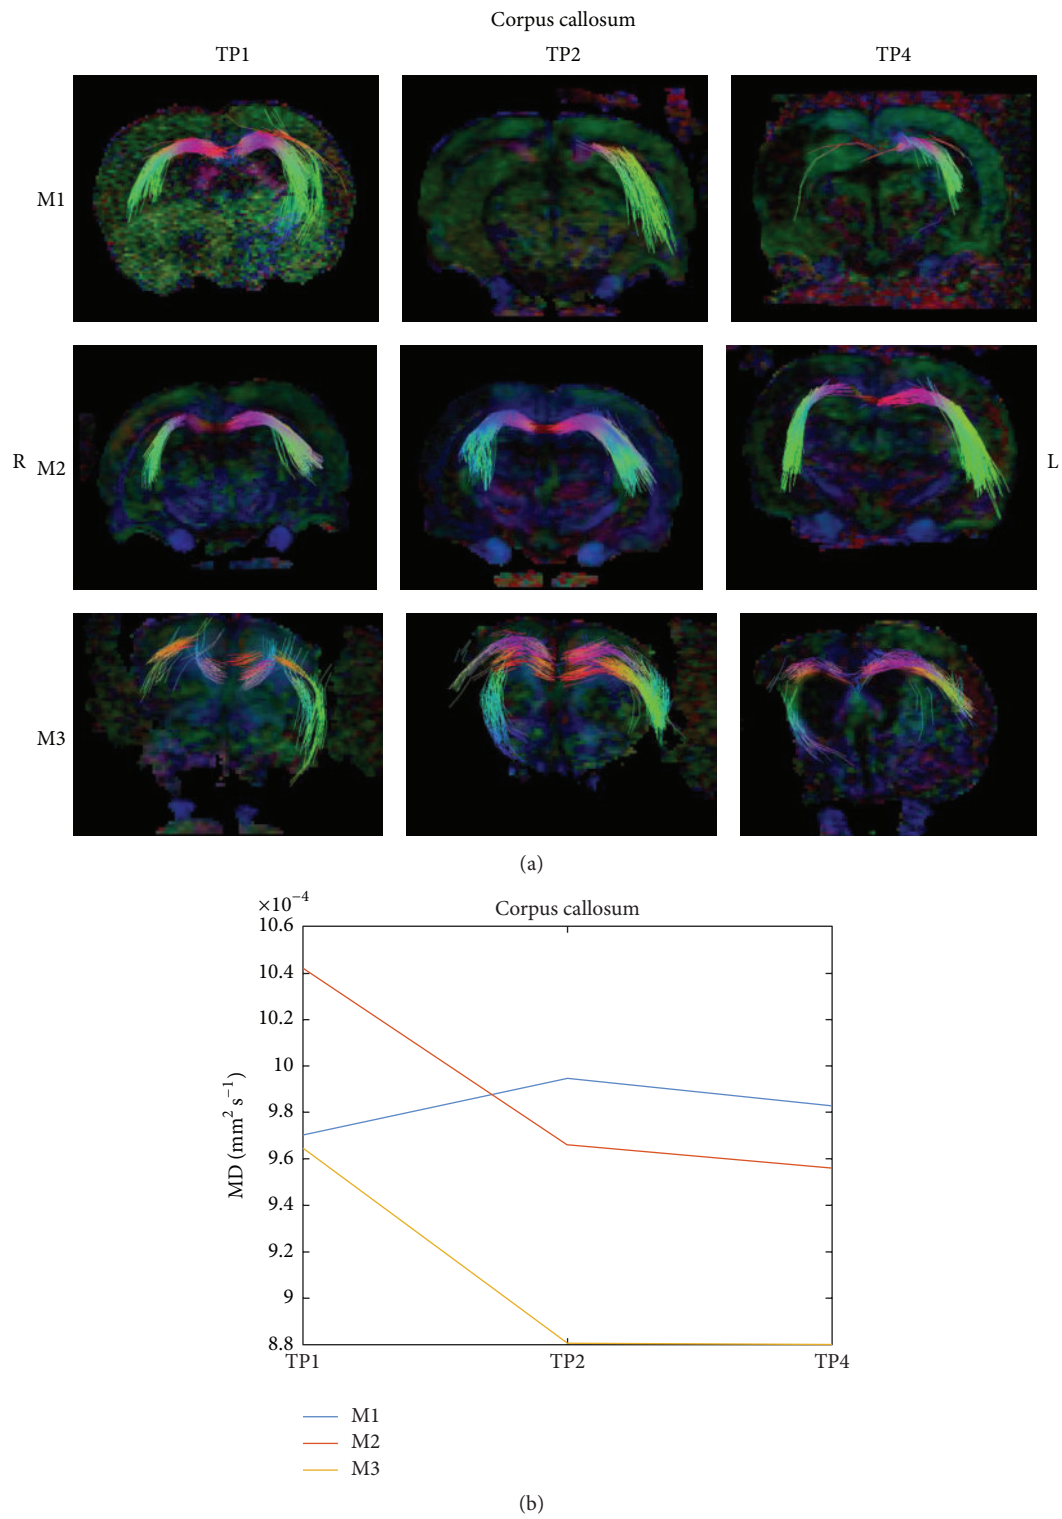 Corpus callosum
TP1 TP2 TP4
M1
R M2 L
M3
(a)
×10⁻⁴
Corpus callosum
10.6
10.4
10.2
10
9.8
9.6
9.4
9.2
9
8.8
MD (mm² s⁻¹)
TP1 TP2 TP4
M1
M2
M3
(b)